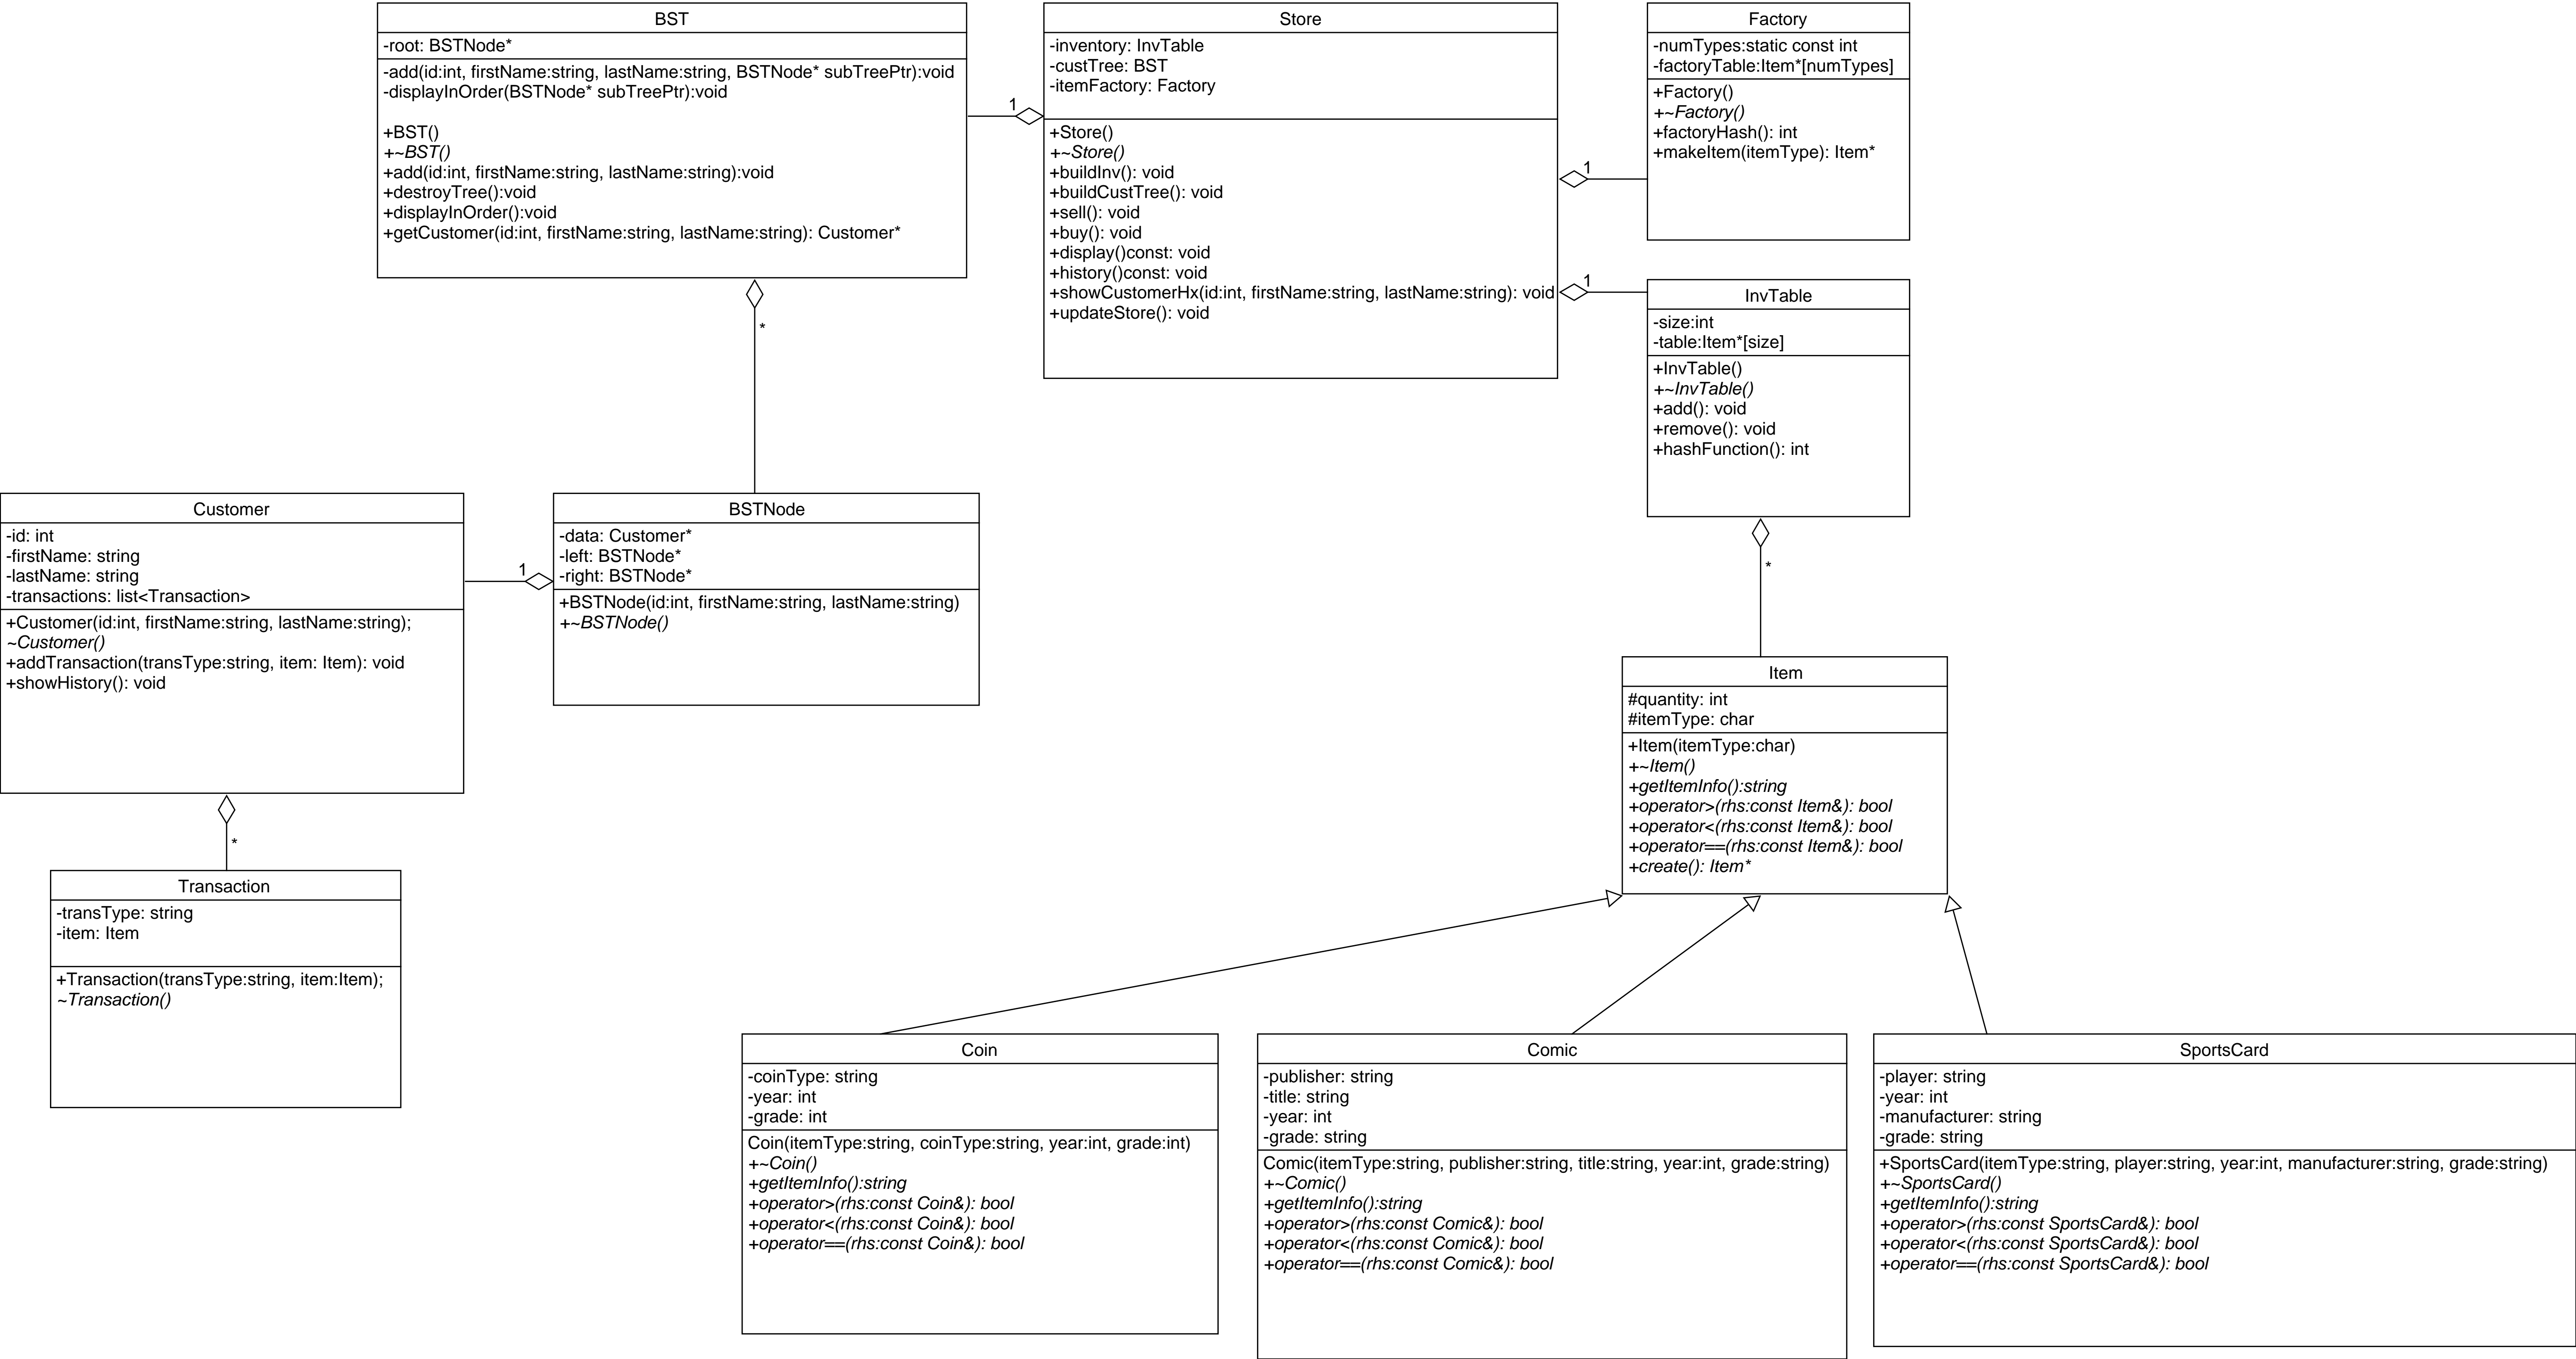 BST
-root: BSTNode*
-add(id:int, firstName:string, lastName:string, BSTNode* subTreePtr):void
-displayInOrder(BSTNode* subTreePtr):void
+BST()
+~BST()
+add(id:int, firstName:string, lastName:string):void
+destroyTree():void
+displayInOrder():void
+getCustomer(id:int, firstName:string, lastName:string): Customer*
1
*
Store
-inventory: InvTable
-custTree: BST
-itemFactory: Factory
+Store()
+~Store()
+buildInv(): void
+buildCustTree(): void
+sell(): void
+buy(): void
+display()const: void
+history()const: void
+showCustomerHx(id:int, firstName:string, lastName:string): void
+updateStore(): void
1
1
Factory
-numTypes:static const int
-factoryTable:Item*[numTypes]
+Factory()
+~Factory()
+factoryHash(): int
+makeItem(itemType): Item*
InvTable
-size:int
-table:Item*[size]
+InvTable()
+~InvTable()
+add(): void
+remove(): void
+hashFunction(): int
*
Customer
-id: int
-firstName: string
-lastName: string
-transactions: list<Transaction>
+Customer(id:int, firstName:string, lastName:string);
~Customer()
+addTransaction(transType:string, item: Item): void
+showHistory(): void
1
*
BSTNode
-data: Customer*
-left: BSTNode*
-right: BSTNode*
+BSTNode(id:int, firstName:string, lastName:string)
+~BSTNode()
Item
#quantity: int
#itemType: char
+Item(itemType:char)
+~Item()
+getItemInfo():string
+operator>(rhs:const Item&): bool
+operator<(rhs:const Item&): bool
+operator==(rhs:const Item&): bool
+create(): Item*
Transaction
-transType: string
-item: Item
+Transaction(transType:string, item:Item);
~Transaction()
Coin
-coinType: string
-year: int
-grade: int
Coin(itemType:string, coinType:string, year:int, grade:int)
+~Coin()
+getItemInfo():string
+operator>(rhs:const Coin&): bool
+operator<(rhs:const Coin&): bool
+operator==(rhs:const Coin&): bool
Comic
-publisher: string
-title: string
-year: int
-grade: string
Comic(itemType:string, publisher:string, title:string, year:int, grade:string)
+~Comic()
+getItemInfo():string
+operator>(rhs:const Comic&): bool
+operator<(rhs:const Comic&): bool
+operator==(rhs:const Comic&): bool
SportsCard
-player: string
-year: int
-manufacturer: string
-grade: string
+SportsCard(itemType:string, player:string, year:int, manufacturer:string, grade:string)
+~SportsCard()
+getItemInfo():string
+operator>(rhs:const SportsCard&): bool
+operator<(rhs:const SportsCard&): bool
+operator==(rhs:const SportsCard&): bool